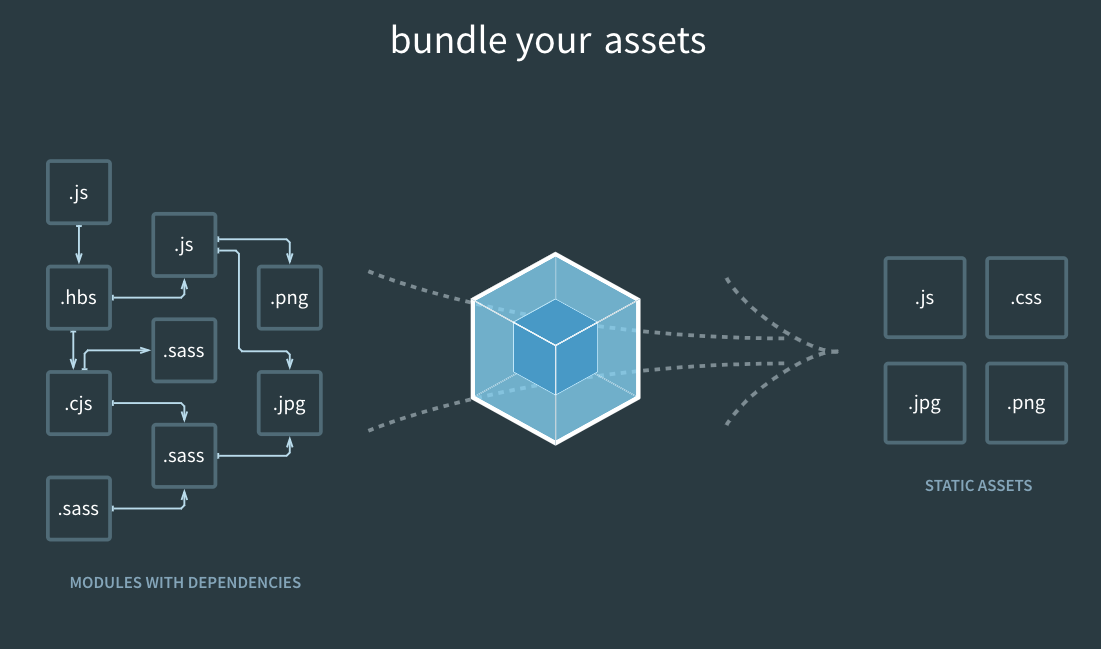 bundle your assets
.js
.js
.hbs
.png
.sass
.cjs
.jpg
.sass
.sass
MODULES WITH DEPENDENCIES
.js
.css
.jpg
.png
STATIC ASSETS